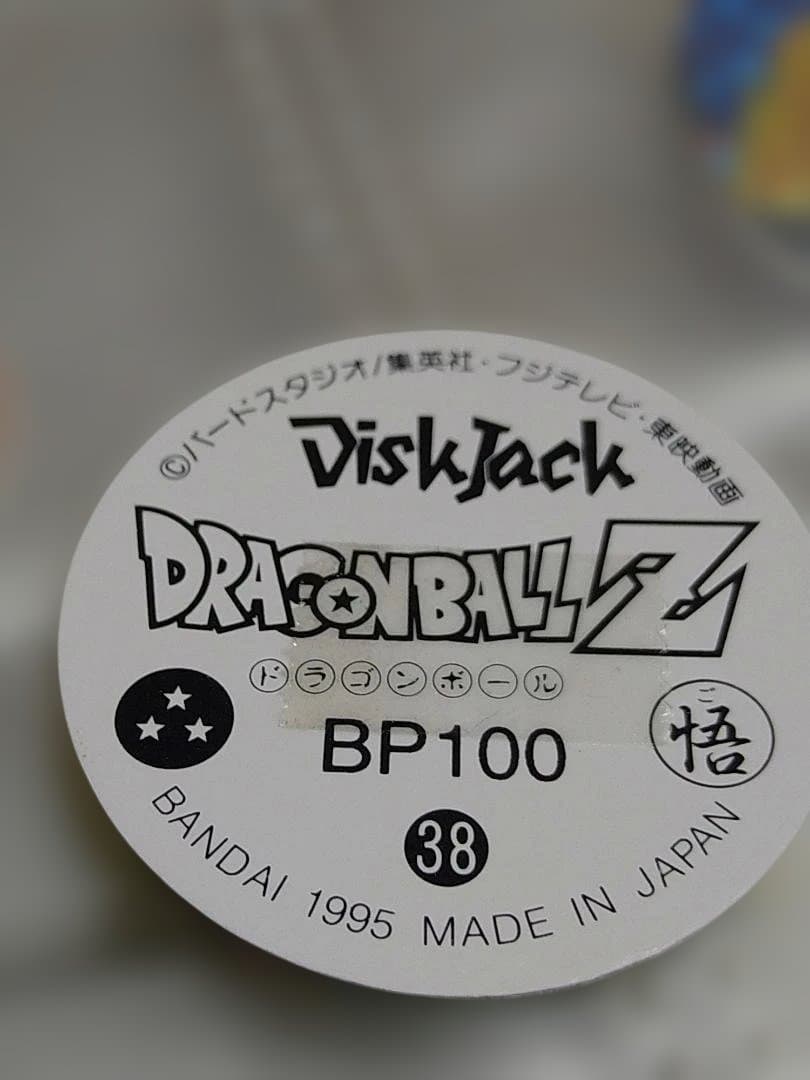 ©バードスタジオ/集英社・フジテレビ・東映動画
DiskJack
DRAGONBALL Z
ドラゴンボール
BP100
ご
悟
38
BANDAI 1995 MADE IN JAPAN